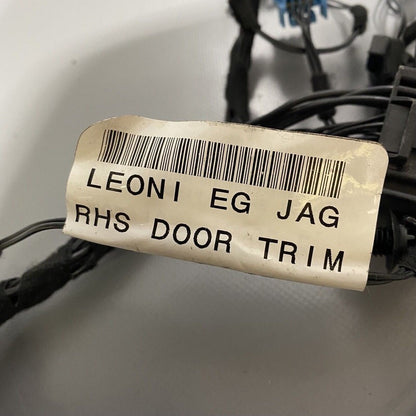 LEONI EG JAG
RHS DOOR TRIM